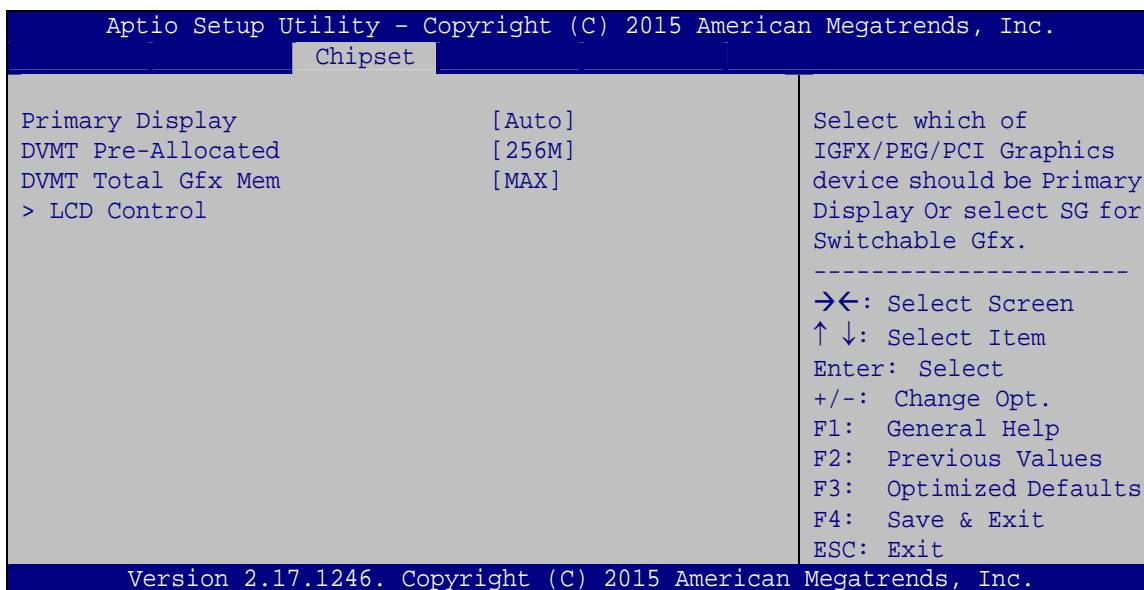 Aptio Setup Utility – Copyright (C) 2015 American Megatrends, Inc.
Chipset
Primary Display [Auto]
DVMT Pre-Allocated [256M]
DVMT Total Gfx Mem [MAX]
> LCD Control
Select which of
IGFX/PEG/PCI Graphics
device should be Primary
Display Or select SG for
Switchable Gfx.
----------------------
→←: Select Screen
↑ ↓: Select Item
Enter: Select
+/-: Change Opt.
F1: General Help
F2: Previous Values
F3: Optimized Defaults
F4: Save & Exit
ESC: Exit
Version 2.17.1246. Copyright (C) 2015 American Megatrends, Inc.